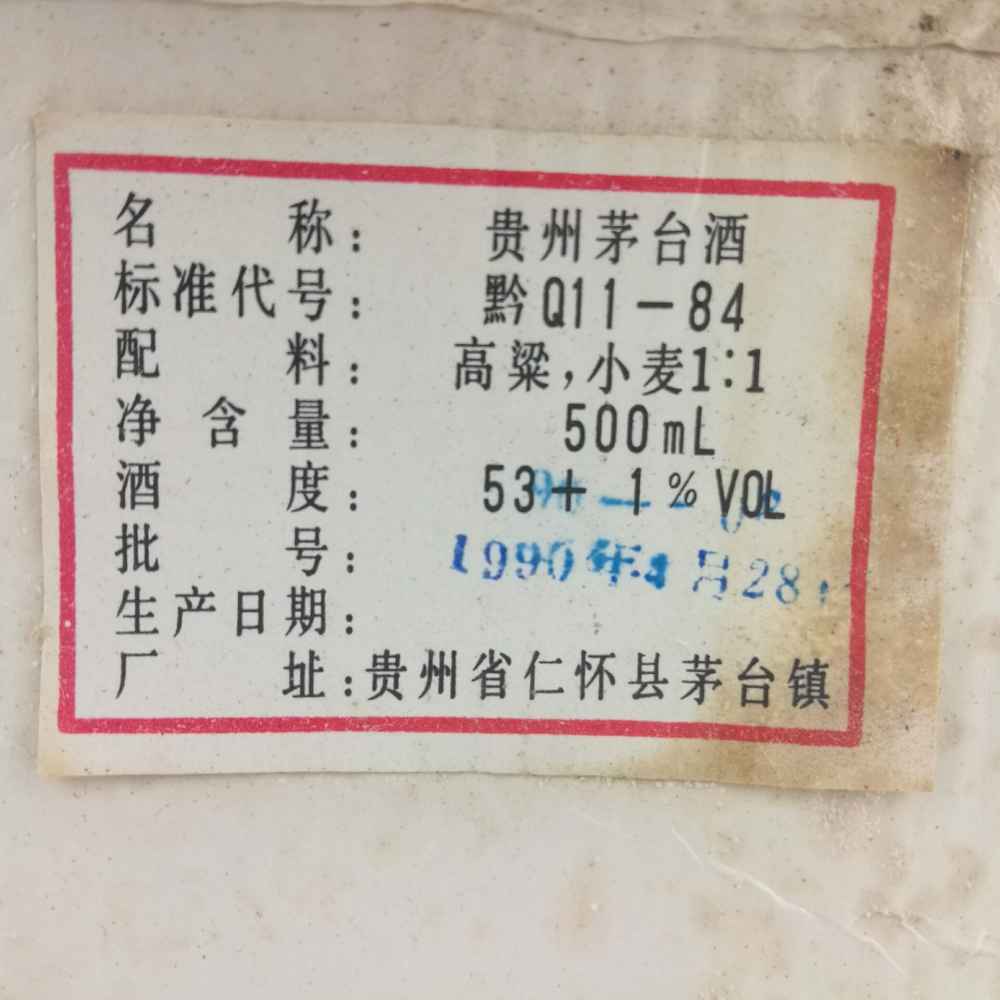 名 称： 贵州茅台酒
标准代号： 黔Q11-84
配 料： 高粱,小麦1:1
净 含 量： 500mL
酒 度： 53+ 1%VOL
批 号：
1990年4月28
生产日期：
厂 址：贵州省仁怀县茅台镇